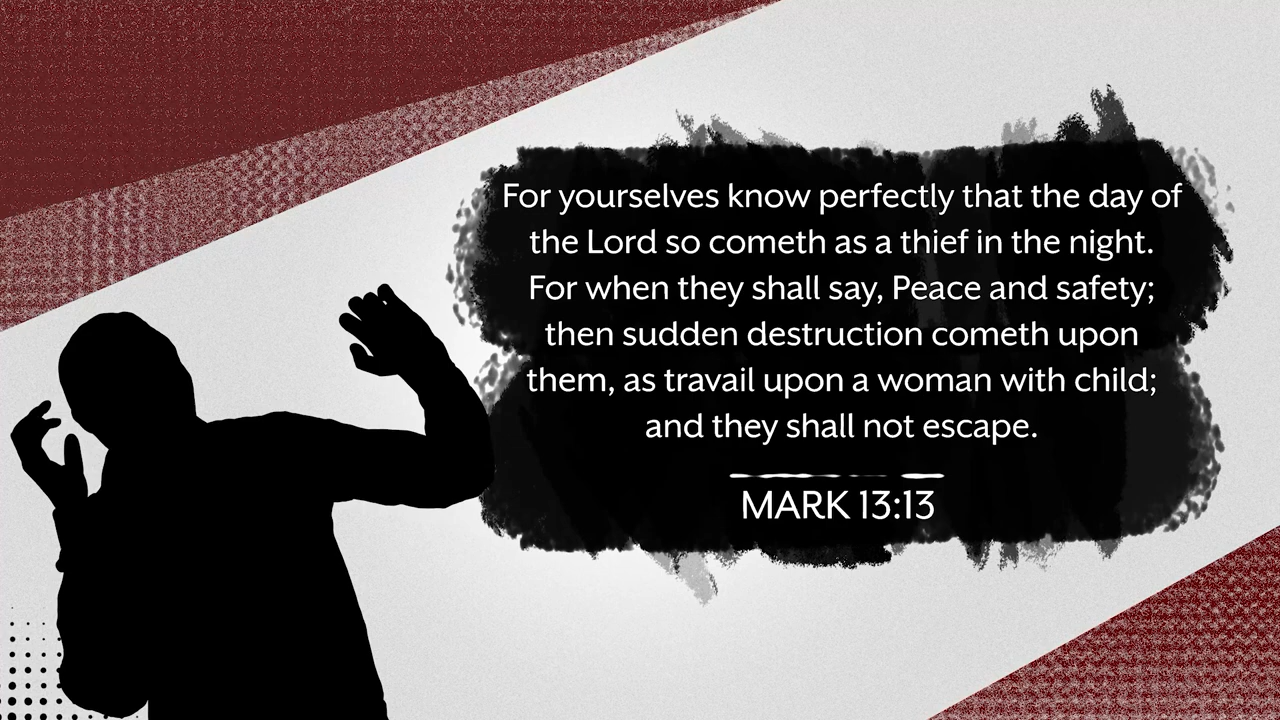 For yourselves know perfectly that the day of
the Lord so cometh as a thief in the night.
For when they shall say, Peace and safety;
then sudden destruction cometh upon
them, as travail upon a woman with child;
and they shall not escape.
MARK 13:13